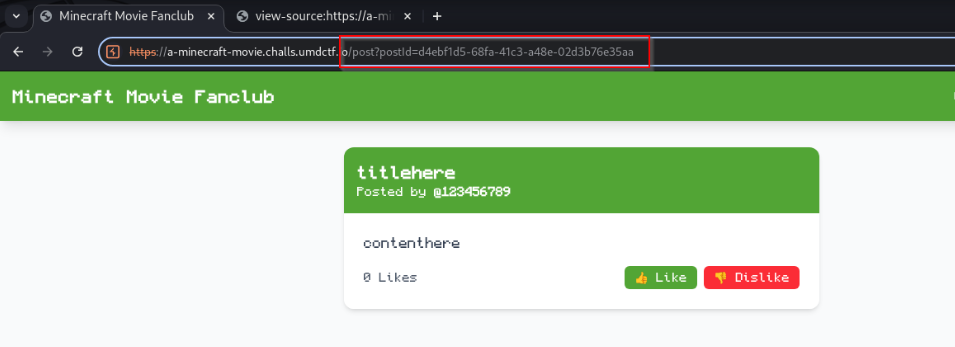 Minecraft Movie Fanclub
view-source:https://a-min
https://a-minecraft-movie.challs.umdctf.io/post?postId=d4ebf1d5-68fa-41c3-a48e-02d3b76e35aa
Minecraft Movie Fanclub
titlehere
Posted by @123456789
contenthere
0 Likes
👍 Like
👎 Dislike